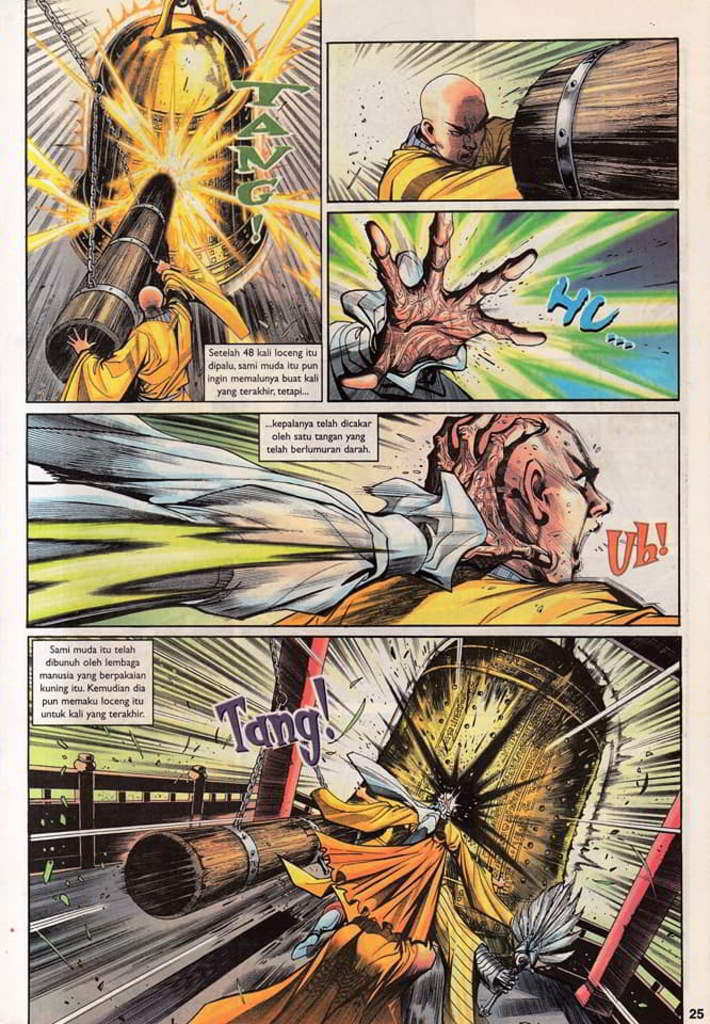 TANG!
Setelah 48 kali loceng itu
dipalu, sami muda itu pun
ingin memalunya buat kali
yang terakhir, tetapi...
HU...
...kepalanya telah dicakar
oleh satu tangan yang
telah berlumuran darah.
Uh!
Sami muda itu telah
dibunuh oleh lembaga
manusia yang berpakaian
kuning itu. Kemudian dia
pun memaku loceng itu
untuk kali yang terakhir.
Tang!
25